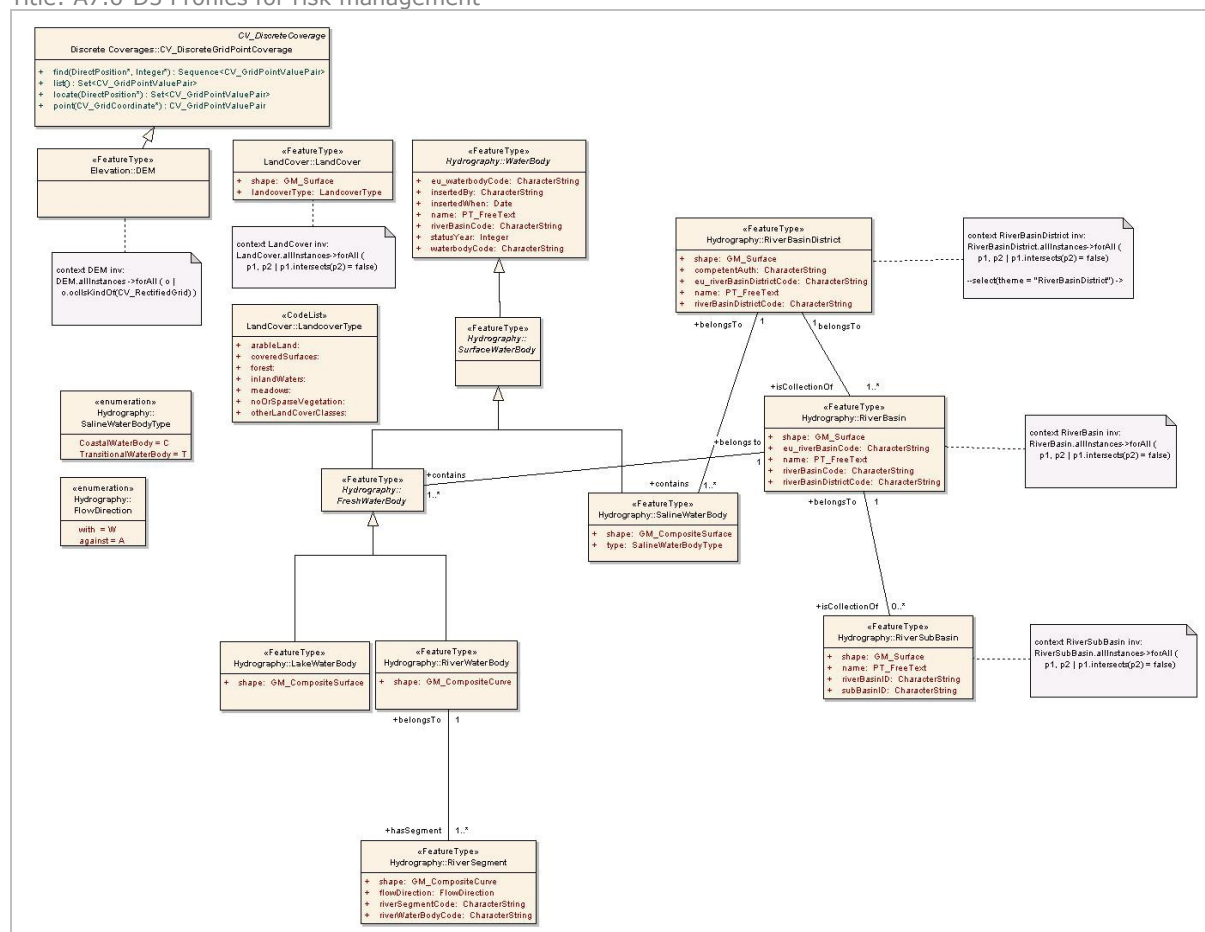 Title: A7.6-D3 Profiles for risk management
CV_DiscreteCoverage
Discrete Coverages::CV_DiscreteGridPointCoverage
+ find(DirectPosition*, Integer*) : Sequence<CV_GridPointValuePair>
+ list() : Set<CV_GridPointValuePair>
+ locate(DirectPosition*) : Set<CV_GridPointValuePair>
+ point(CV_GridCoordinate*) : CV_GridPointValuePair
«FeatureType»
Elevation::DEM
context DEM inv:
DEM.allInstances ->forAll ( o |
o.oclIsKindOf(CV_RectifiedGrid) )
«FeatureType»
LandCover::LandCover
+ shape: GM_Surface
+ landcoverType: LandcoverType
context LandCover inv:
LandCover.allInstances->forAll (
p1, p2 | p1.intersects(p2) = false)
«CodeList»
LandCover::LandcoverType
+ arableLand:
+ coveredSurfaces:
+ forest:
+ inlandWaters:
+ meadows:
+ noOrSparseVegetation:
+ otherLandCoverClasses:
«enumeration»
Hydrography::
SalineWaterBodyType
CoastalWaterBody = C
TransitionalWaterBody = T
«enumeration»
Hydrography::
FlowDirection
with = W
against = A
«FeatureType»
Hydrography::WaterBody
+ eu_waterbodyCode: CharacterString
+ insertedBy: CharacterString
+ insertedWhen: Date
+ name: PT_FreeText
+ riverBasinCode: CharacterString
+ statusYear: Integer
+ waterbodyCode: CharacterString
«FeatureType»
Hydrography::
SurfaceWaterBody
«FeatureType»
Hydrography::RiverBasinDistrict
+ shape: GM_Surface
+ competentAuth: CharacterString
+ eu_riverBasinDistrictCode: CharacterString
+ name: PT_FreeText
+ riverBasinDistrictCode: CharacterString
context RiverBasinDistrict inv:
RiverBasinDistrict.allInstances->forAll (
p1, p2 | p1.intersects(p2) = false)
--select(theme = "RiverBasinDistrict") ->
+belongsTo 1
1 +belongsTo
+isCollectionOf 1..*
«FeatureType»
Hydrography::RiverBasin
+ shape: GM_Surface
+ eu_riverBasinCode: CharacterString
+ name: PT_FreeText
+ riverBasinCode: CharacterString
+ riverBasinDistrictCode: CharacterString
context RiverBasin inv:
RiverBasin.allInstances->forAll (
p1, p2 | p1.intersects(p2) = false)
+belongs to
1
+contains
1..*
«FeatureType»
Hydrography::
FreshWaterBody
+contains 1..*
«FeatureType»
Hydrography::SalineWaterBody
+ shape: GM_CompositeSurface
+ type: SalineWaterBodyType
+belongsTo 1
+isCollectionOf 0..*
«FeatureType»
Hydrography::RiverSubBasin
+ shape: GM_Surface
+ name: PT_FreeText
+ riverBasinID: CharacterString
+ subBasinID: CharacterString
context RiverSubBasin inv:
RiverSubBasin.allInstances->forAll (
p1, p2 | p1.intersects(p2) = false)
«FeatureType»
Hydrography::LakeWaterBody
+ shape: GM_CompositeSurface
«FeatureType»
Hydrography::RiverWaterBody
+ shape: GM_CompositeCurve
+belongsTo 1
+hasSegment 1..*
«FeatureType»
Hydrography::RiverSegment
+ shape: GM_CompositeCurve
+ flowDirection: FlowDirection
+ riverSegmentCode: CharacterString
+ riverWaterBodyCode: CharacterString